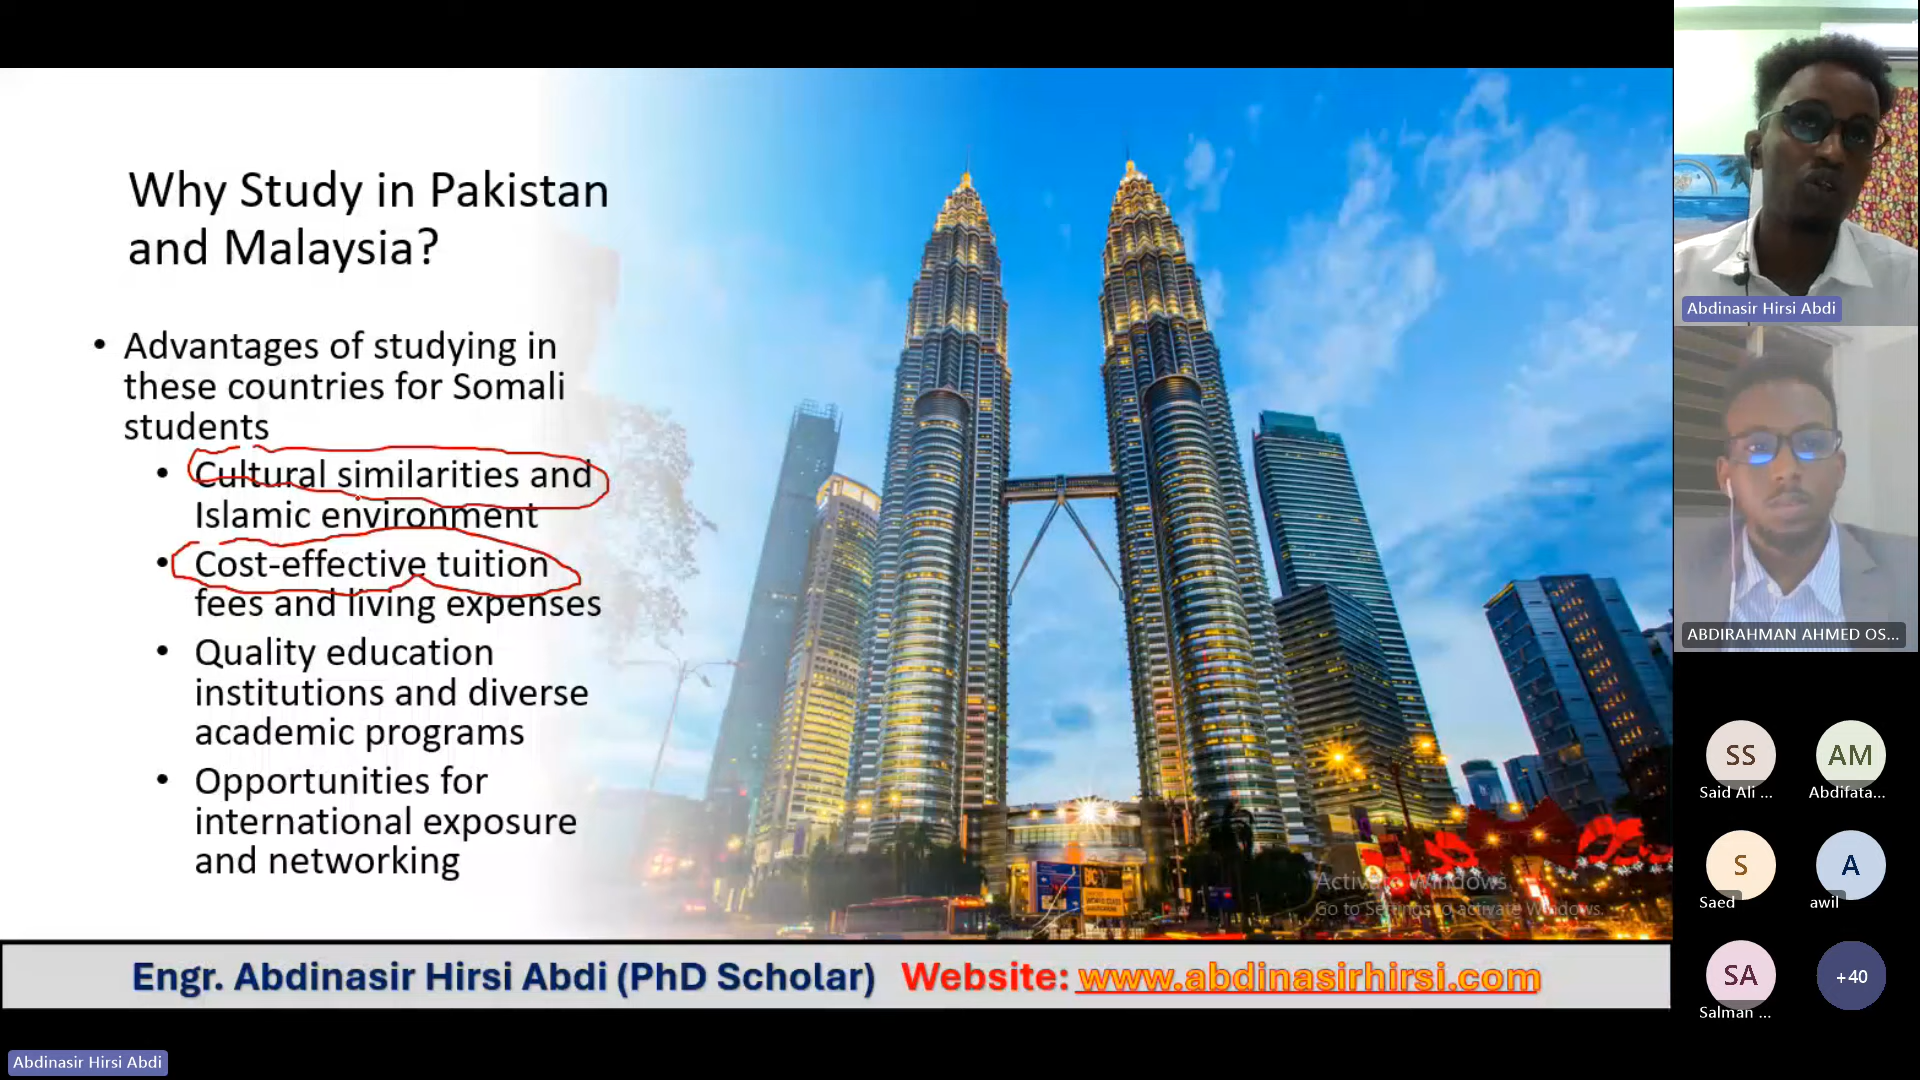 Why Study in Pakistan
and Malaysia?
• Advantages of studying in
these countries for Somali
students
• Cultural similarities and
Islamic environment
• Cost-effective tuition
fees and living expenses
• Quality education
institutions and diverse
academic programs
• Opportunities for
international exposure
and networking
Activate Windows
Go to Settings to activate Windows.
Engr. Abdinasir Hirsi Abdi (PhD Scholar) Website: www.abdinasirhirsi.com
Abdinasir Hirsi Abdi
Abdinasir Hirsi Abdi
ABDIRAHMAN AHMED OS...
SS
Said Ali ...
AM
Abdifata...
S
Saed
A
awil
SA
Salman ...
+40